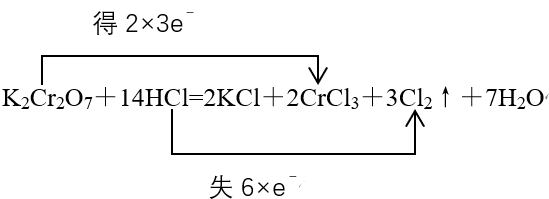 得 2×3e⁻
K₂Cr₂O₇＋14HCl=2KCl＋2CrCl₃＋3Cl₂↑＋7H₂O
失 6×e⁻